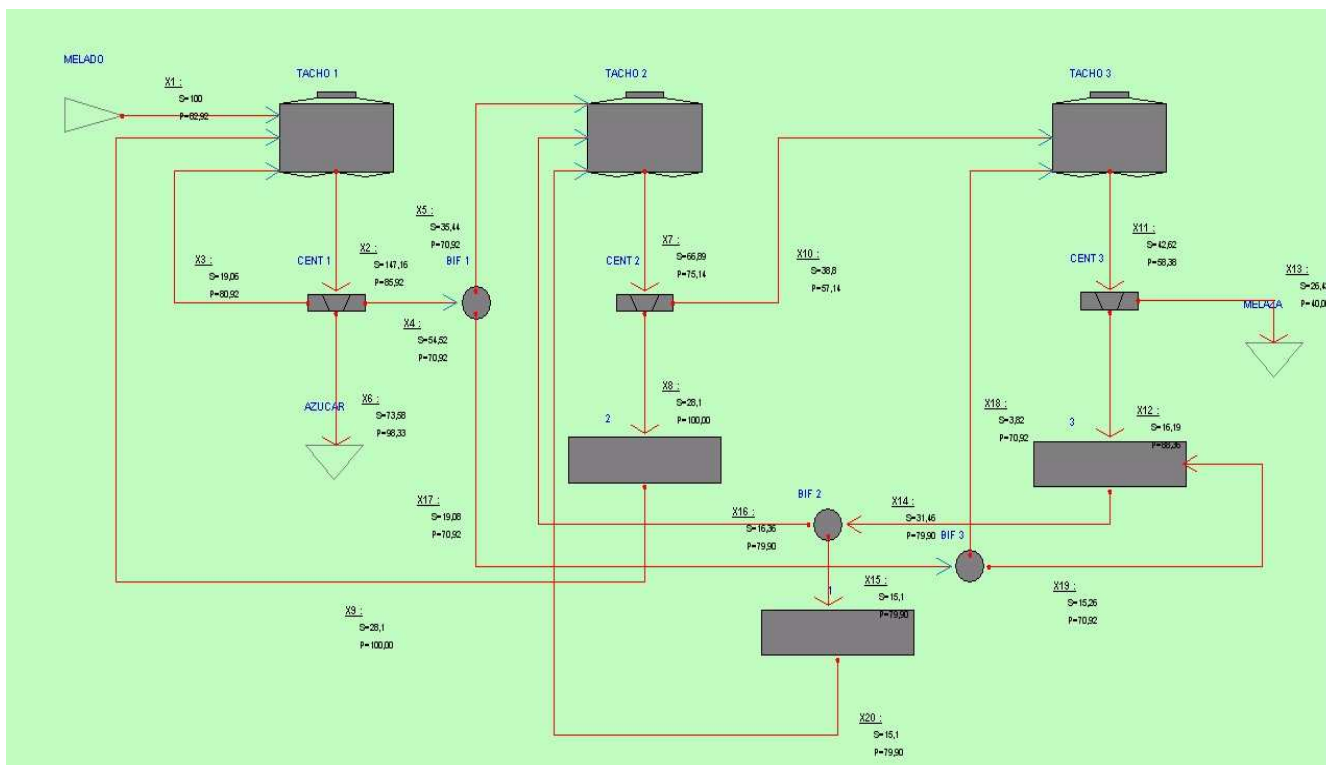 MELADO
X1 :
S=100
P=82,92
TACHO 1
TACHO 2
TACHO 3
X5 :
S=35,44
P=70,92
X3 :
S=19,06
P=80,92
CENT 1
X2 :
S=147,16
P=85,92
BIF 1
X4 :
S=54,52
P=70,92
CENT 2
X7 :
S=66,89
P=75,14
X10 :
S=38,8
P=57,14
CENT 3
X11 :
S=42,62
P=58,38
X13 :
MELAZA
AZUCAR
X6 :
S=73,58
P=98,33
2
X8 :
S=28,1
P=100,00
X18 :
S=3,82
P=70,92
3
X12 :
S=16,19
X17 :
S=19,08
P=70,92
X16 :
S=16,36
P=79,90
BIF 2
X14 :
S=31,46
P=79,90
BIF 3
X9 :
S=28,1
P=100,00
1
X15 :
S=15,1
P=79,90
X19 :
S=15,26
P=70,92
X20 :
S=15,1
P=79,90